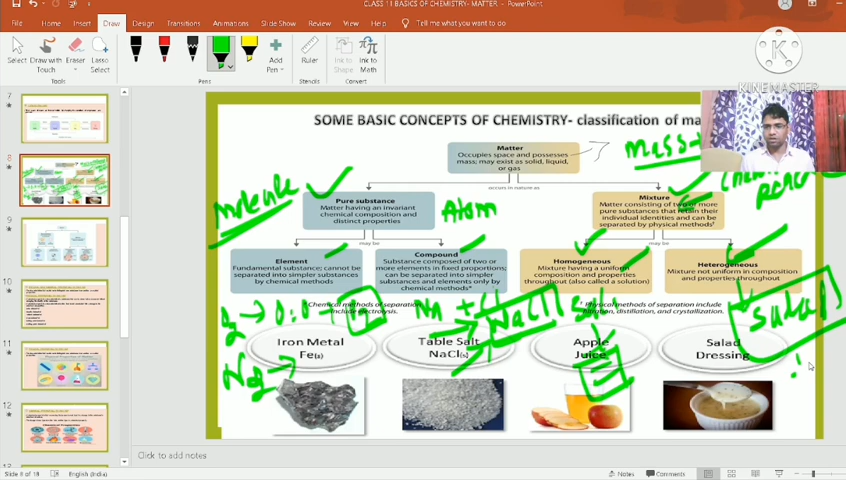 CLASS 11 BASICS OF CHEMISTRY- MATTER - PowerPoint
File Home Insert Draw Design Transitions Animations Slide Show Review View Help Tell me what you want to do
Select
Draw with Touch
Eraser
Lasso Select
Add Pen
Ruler
Ink to Shape
Ink to Math
Tools
Pens
Stencils
Convert
KINEMASTER
7
8
9
10
11
12
SOME BASIC CONCEPTS OF CHEMISTRY- classification of
Matter
Occupies space and possesses
mass; may exist as solid, liquid,
or gas
occurs in nature as
Molecule
Atom
Pure substance
Matter having an invariant
chemical composition and
distinct properties
Mixture
Matter consisting of two or more
pure substances that retain their
individual identities and can be
separated by physical methods†
may be
may be
Element
Fundamental substance; cannot be
separated into simpler substances
by chemical methods
Compound
Substance composed of two or
more elements in fixed proportions;
can be separated into simpler
substances and elements only by
chemical methods*
Homogeneous
Mixture having a uniform
composition and properties
throughout (also called a solution)
Heterogeneous
Mixture not uniform in composition
and properties throughout
*Chemical methods of separation
include electrolysis.
† Physical methods of separation include
filtration, distillation, and crystallization.
NaCl
Salad
Iron Metal
Fe(s)
Table Salt
NaCl(s)
Apple
Juice
Salad
Dressing
Click to add notes
Slide 8 of 18 English (India) Notes Comments